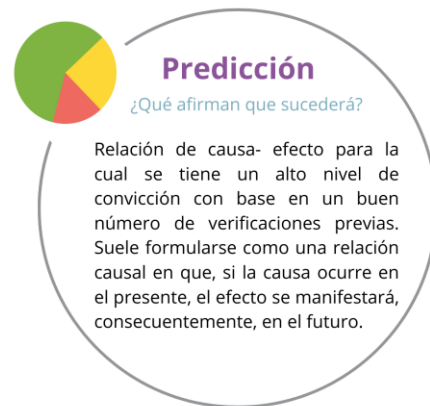 Predicción
¿Qué afirman que sucederá?
Relación de causa- efecto para la
cual se tiene un alto nivel de
convicción con base en un buen
número de verificaciones previas.
Suele formularse como una relación
causal en que, si la causa ocurre en
el presente, el efecto se manifestará,
consecuentemente, en el futuro.